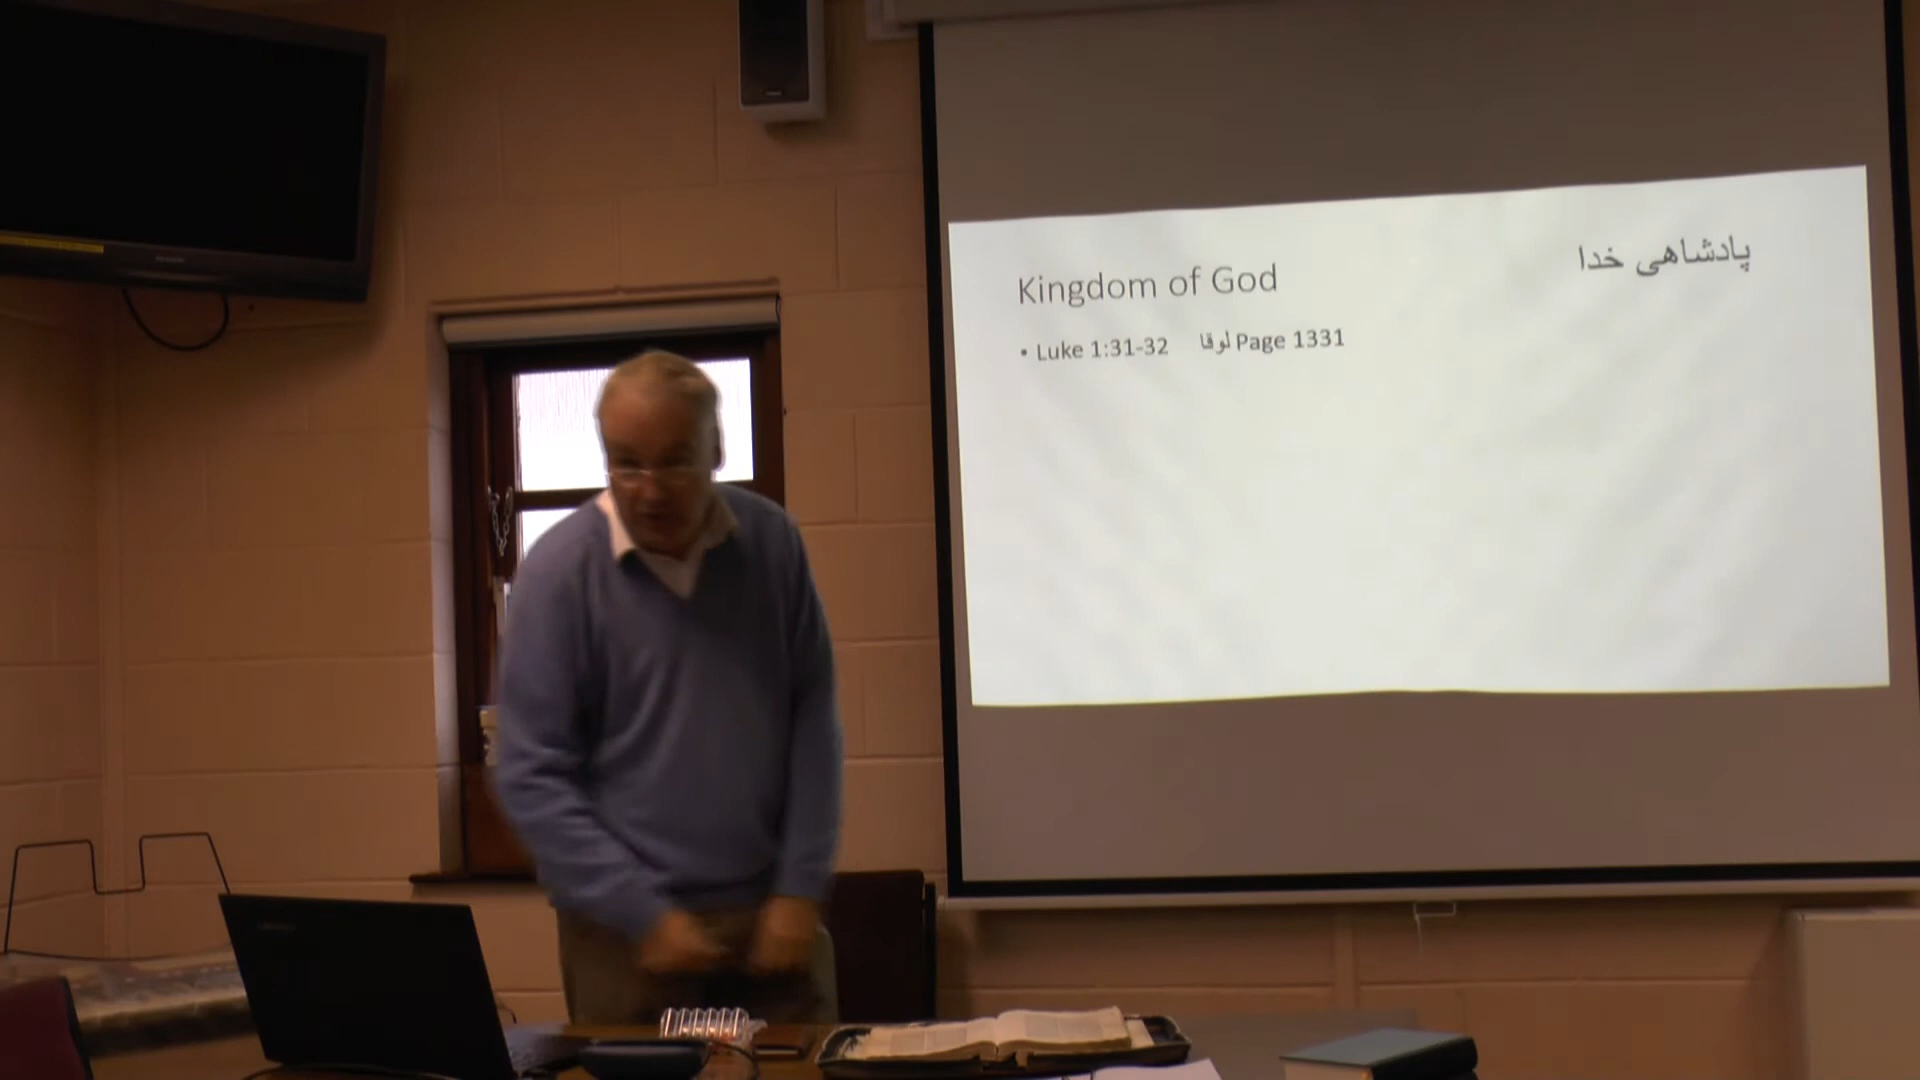 Kingdom of God
پادشاهی خدا
• Luke 1:31-32 لوقا Page 1331